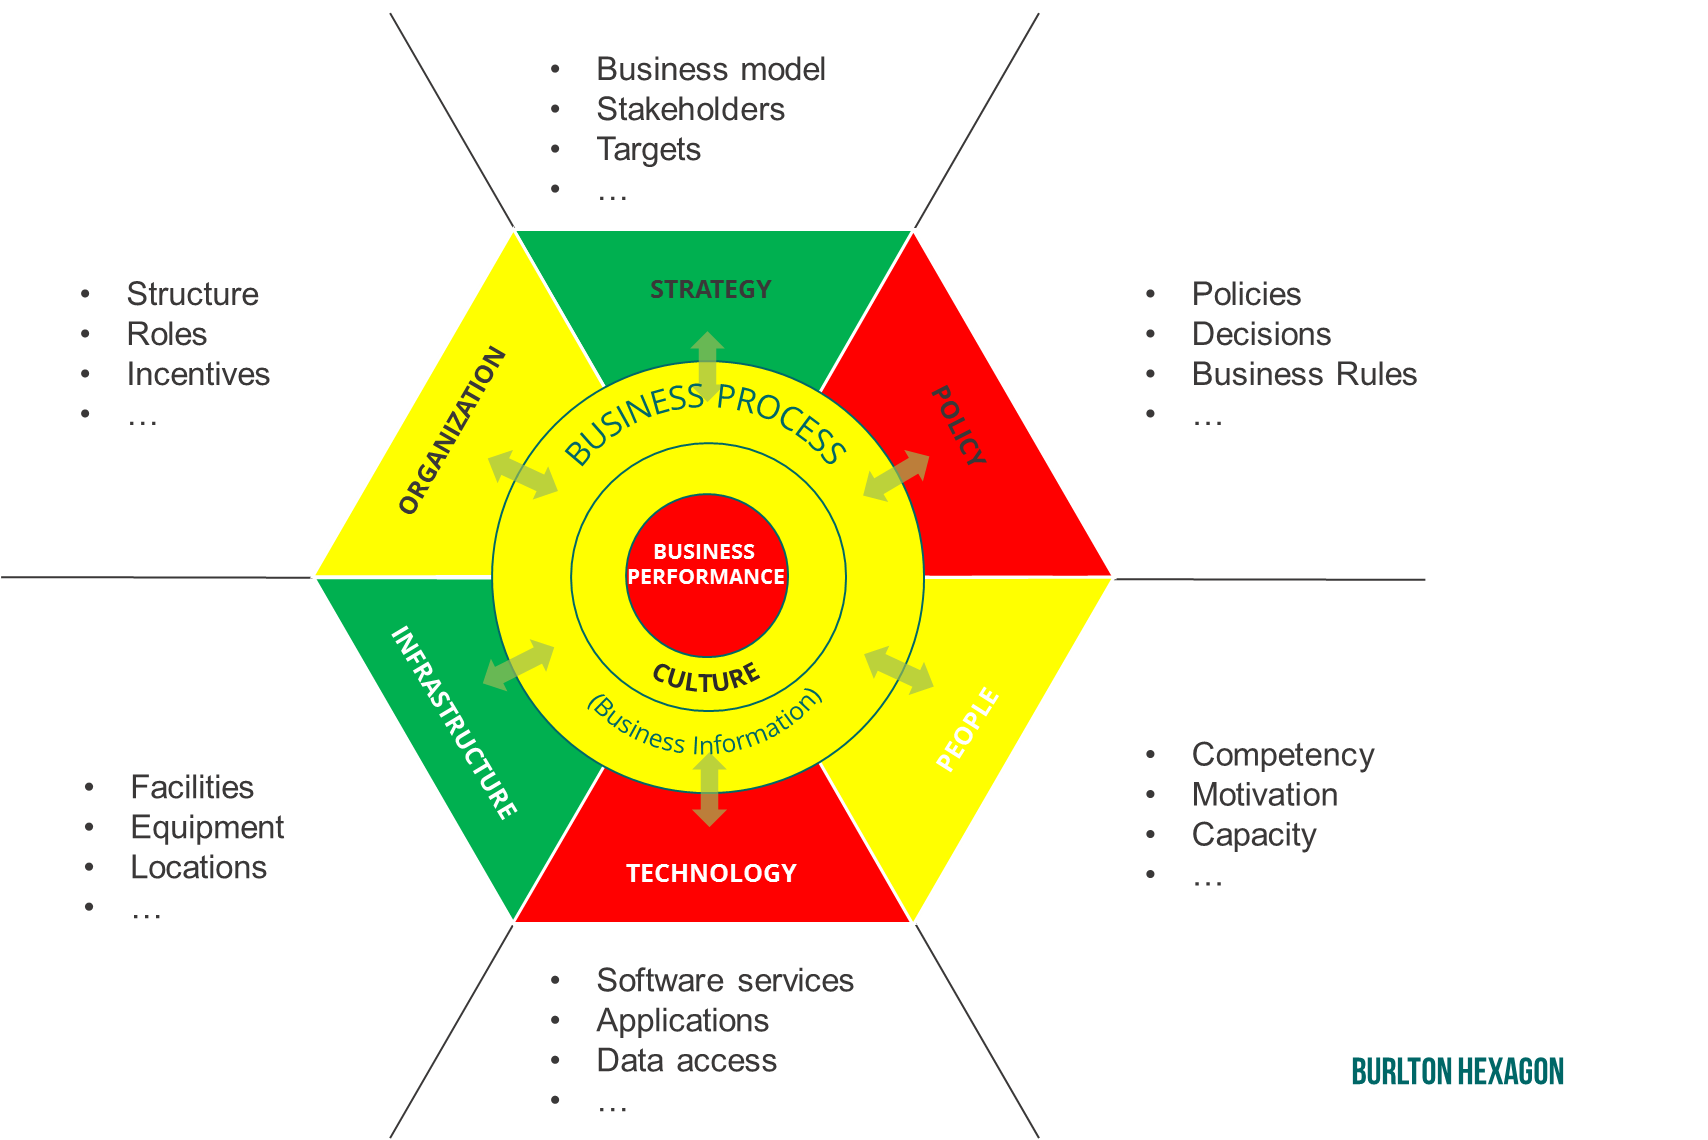 • Business model
• Stakeholders
• Targets
• …
• Structure
• Roles
• Incentives
• …
• Policies
• Decisions
• Business Rules
• …
STRATEGY
ORGANIZATION
POLICY
BUSINESS PROCESS
BUSINESS
PERFORMANCE
CULTURE
(Business Information)
INFRASTRUCTURE
PEOPLE
TECHNOLOGY
• Facilities
• Equipment
• Locations
• …
• Competency
• Motivation
• Capacity
• …
• Software services
• Applications
• Data access
• …
BURLTON HEXAGON